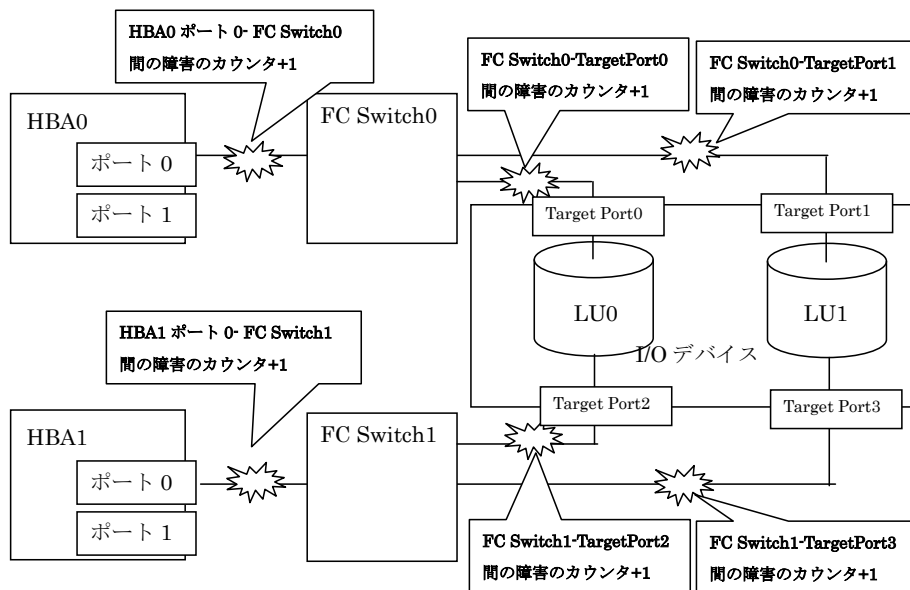 HBA0 ポート 0- FC Switch0
間の障害のカウンタ+1
FC Switch0-TargetPort0
間の障害のカウンタ+1
FC Switch0-TargetPort1
間の障害のカウンタ+1
HBA0
ポート 0
ポート 1
FC Switch0
Target Port0
Target Port1
LU0
LU1
I/O デバイス
HBA1 ポート 0- FC Switch1
間の障害のカウンタ+1
Target Port2
Target Port3
HBA1
ポート 0
ポート 1
FC Switch1
FC Switch1-TargetPort2
間の障害のカウンタ+1
FC Switch1-TargetPort3
間の障害のカウンタ+1